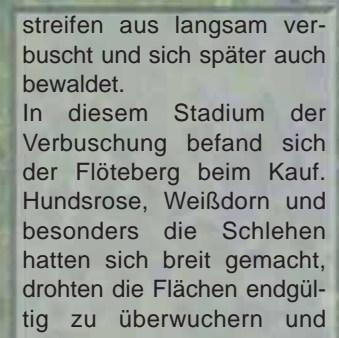 streifen aus langsam ver-
buscht und sich später auch
bewaldet.
In diesem Stadium der
Verbuschung befand sich
der Flöteberg beim Kauf.
Hundsrose, Weißdorn und
besonders die Schlehen
hatten sich breit gemacht,
drohten die Flächen endgül-
tig zu überwuchern und